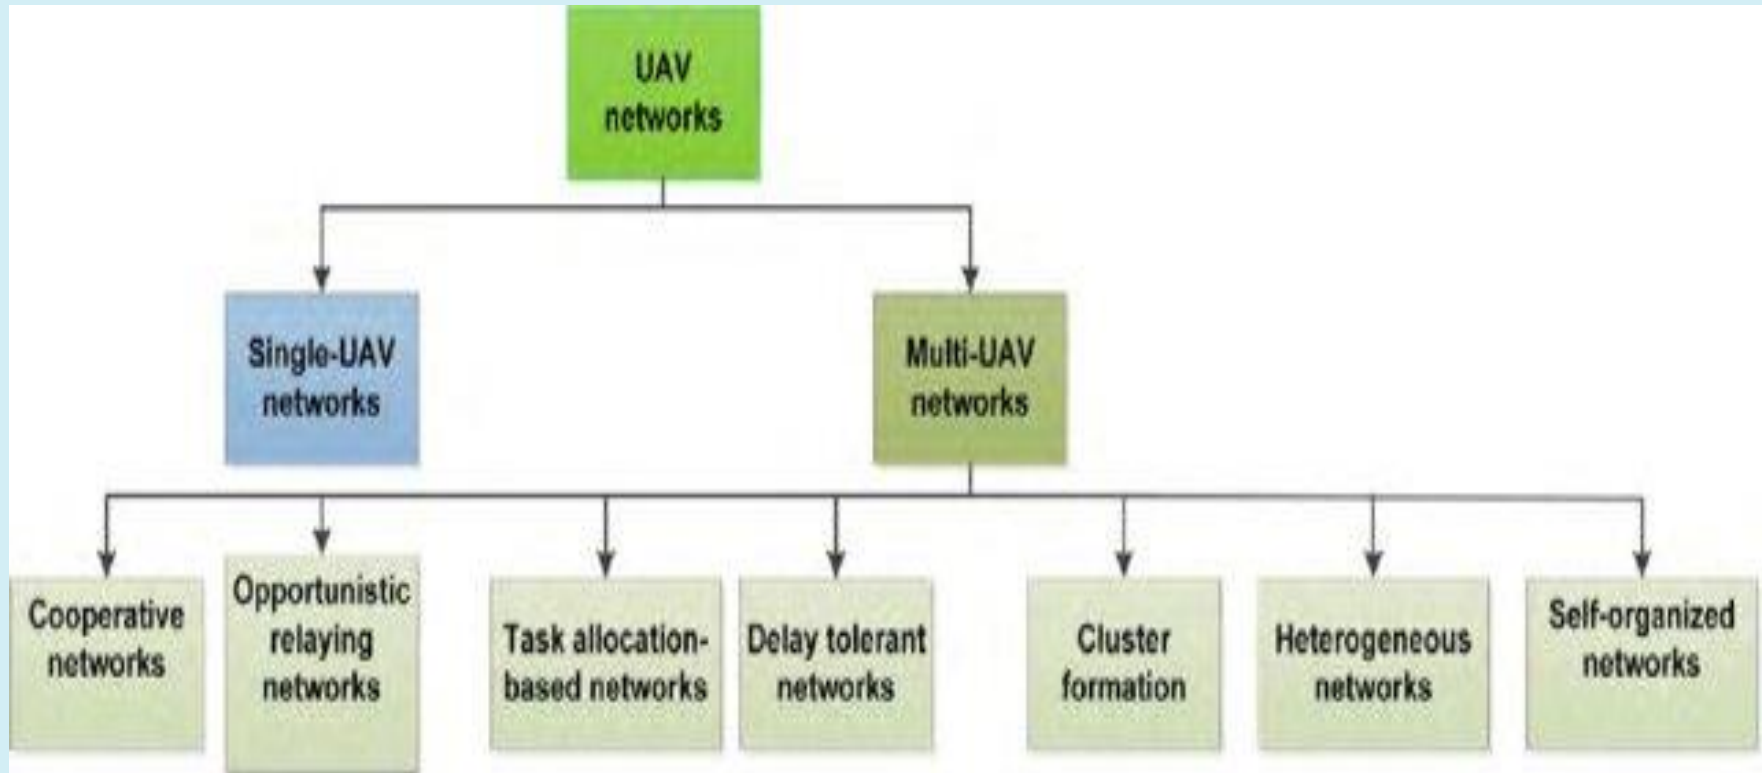 UAV
networks
Single-UAV
networks
Multi-UAV
networks
Cooperative
networks
Opportunistic
relaying
networks
Task allocation-
based networks
Delay tolerant
networks
Cluster
formation
Heterogeneous
networks
Self-organized
networks